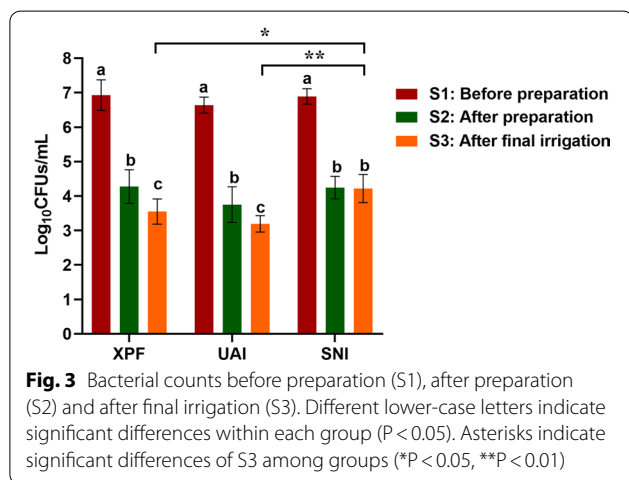 *
**
8
7
6
5
4
3
2
1
0
Log₁₀CFUs/mL
a
b
c
a
b
c
a
b
b
XPF
UAI
SNI
S1: Before preparation
S2: After preparation
S3: After final irrigation
Fig. 3 Bacterial counts before preparation (S1), after preparation
(S2) and after final irrigation (S3). Different lower-case letters indicate
significant differences within each group (P < 0.05). Asterisks indicate
significant differences of S3 among groups (*P < 0.05, **P < 0.01)